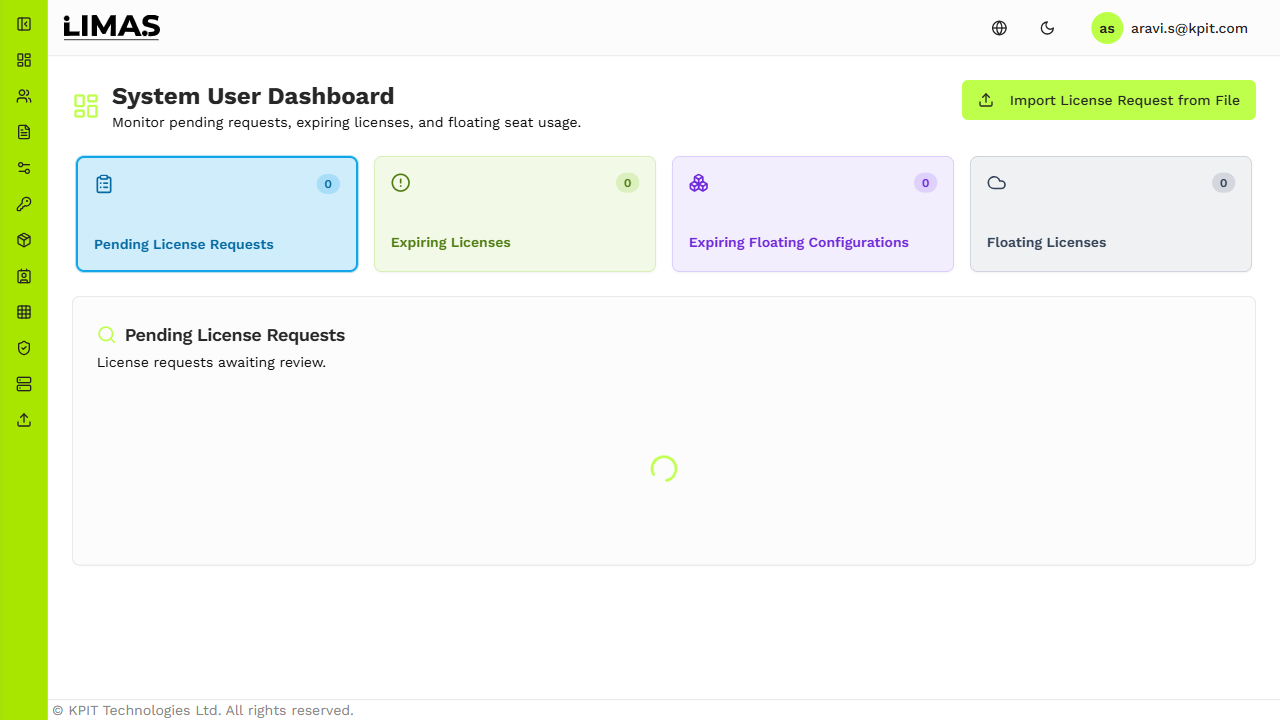 LIMAS
as
aravi.s@kpit.com
System User Dashboard
Monitor pending requests, expiring licenses, and floating seat usage.
Import License Request from File
0
Pending License Requests
0
Expiring Licenses
0
Expiring Floating Configurations
0
Floating Licenses
Pending License Requests
License requests awaiting review.
© KPIT Technologies Ltd. All rights reserved.